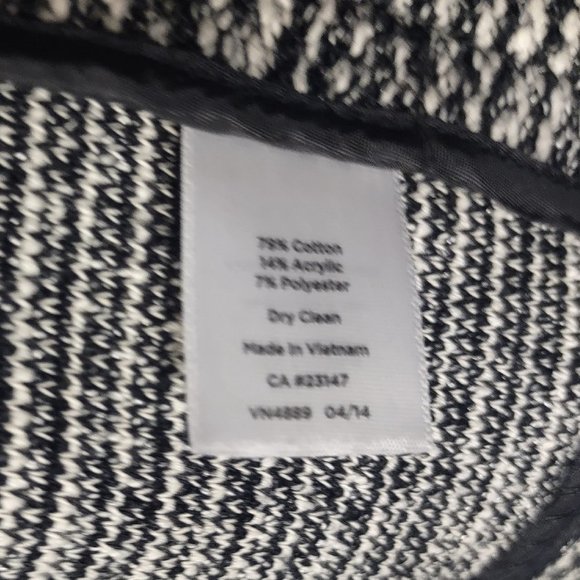 79% Cotton
14% Acrylic
7% Polyester
Dry Clean
Made in Vietnam
CA #23147
VN4889 04/14